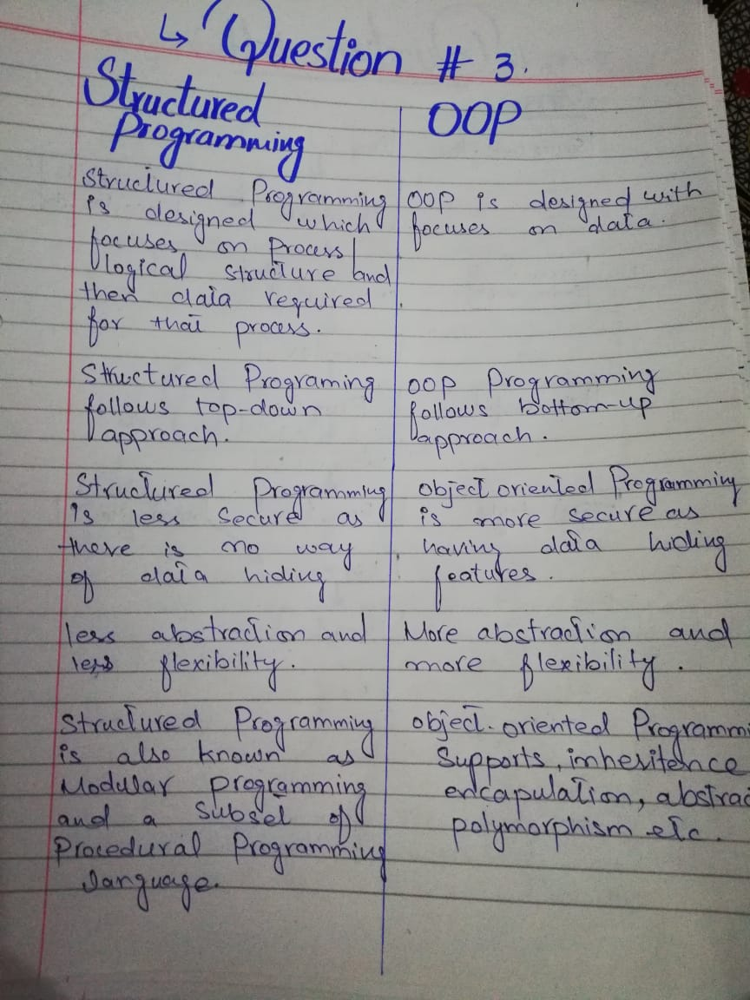 ↳ Question # 3.
Structured
Programming
OOP
Structured Programming
is designed which
focuses on Process/
logical structure and
then data required
for that process.
OOP is designed with
focuses on data.
Structured Programing
follows top-down
approach.
OOP Programming
follows bottom-up
approach.
Structured Programming
is less secure as
there is no way
of data hiding
object oriented Programming
is more secure as
having data hiding
features.
less abstraction and
less flexibility.
More abstraction and
more flexibility.
Structured Programming
is also known as
Modular programming
and a subset of
Procedural Programming
language.
object-oriented Programmi
Supports, inheritence
encapulation, abstrac
polymorphism etc.